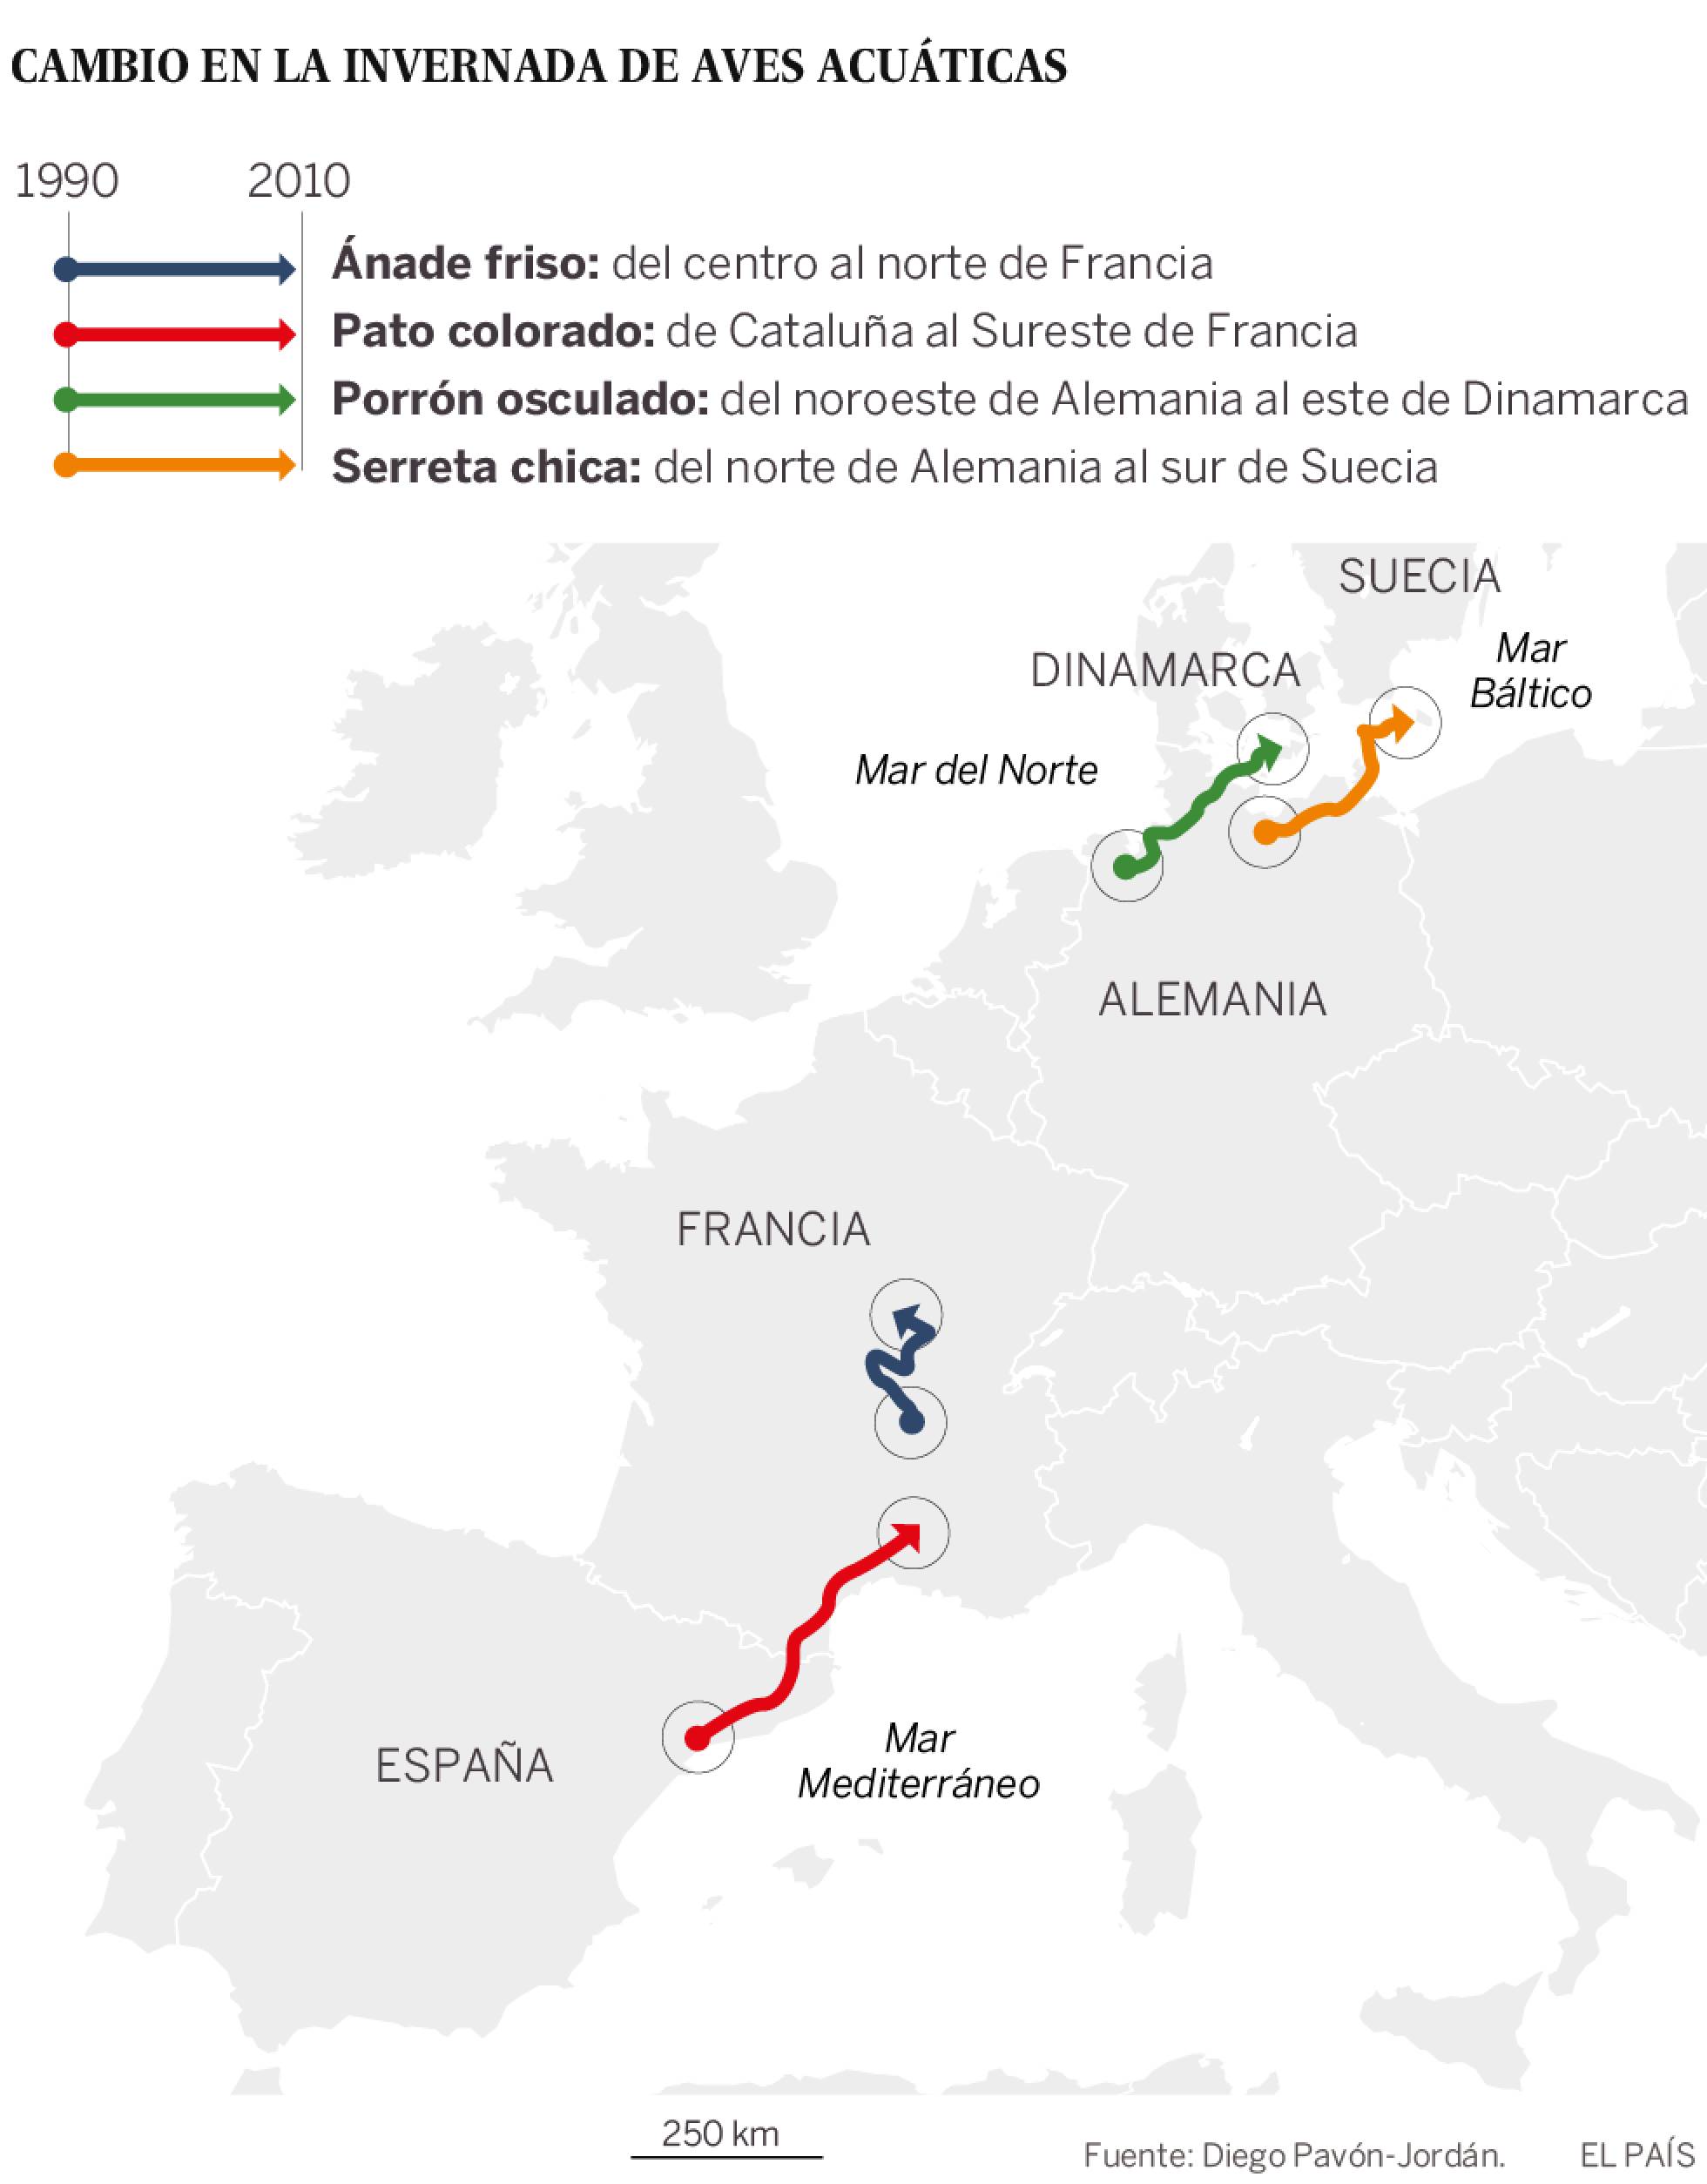 CAMBIO EN LA INVERNADA DE AVES ACUÁTICAS
1990 2010
Ánade friso: del centro al norte de Francia
Pato colorado: de Cataluña al Sureste de Francia
Porrón osculado: del noroeste de Alemania al este de Dinamarca
Serreta chica: del norte de Alemania al sur de Suecia
SUECIA
Mar
Báltico
DINAMARCA
Mar del Norte
ALEMANIA
FRANCIA
ESPAÑA
Mar
Mediterráneo
250 km
Fuente: Diego Pavón-Jordán. EL PAÍS